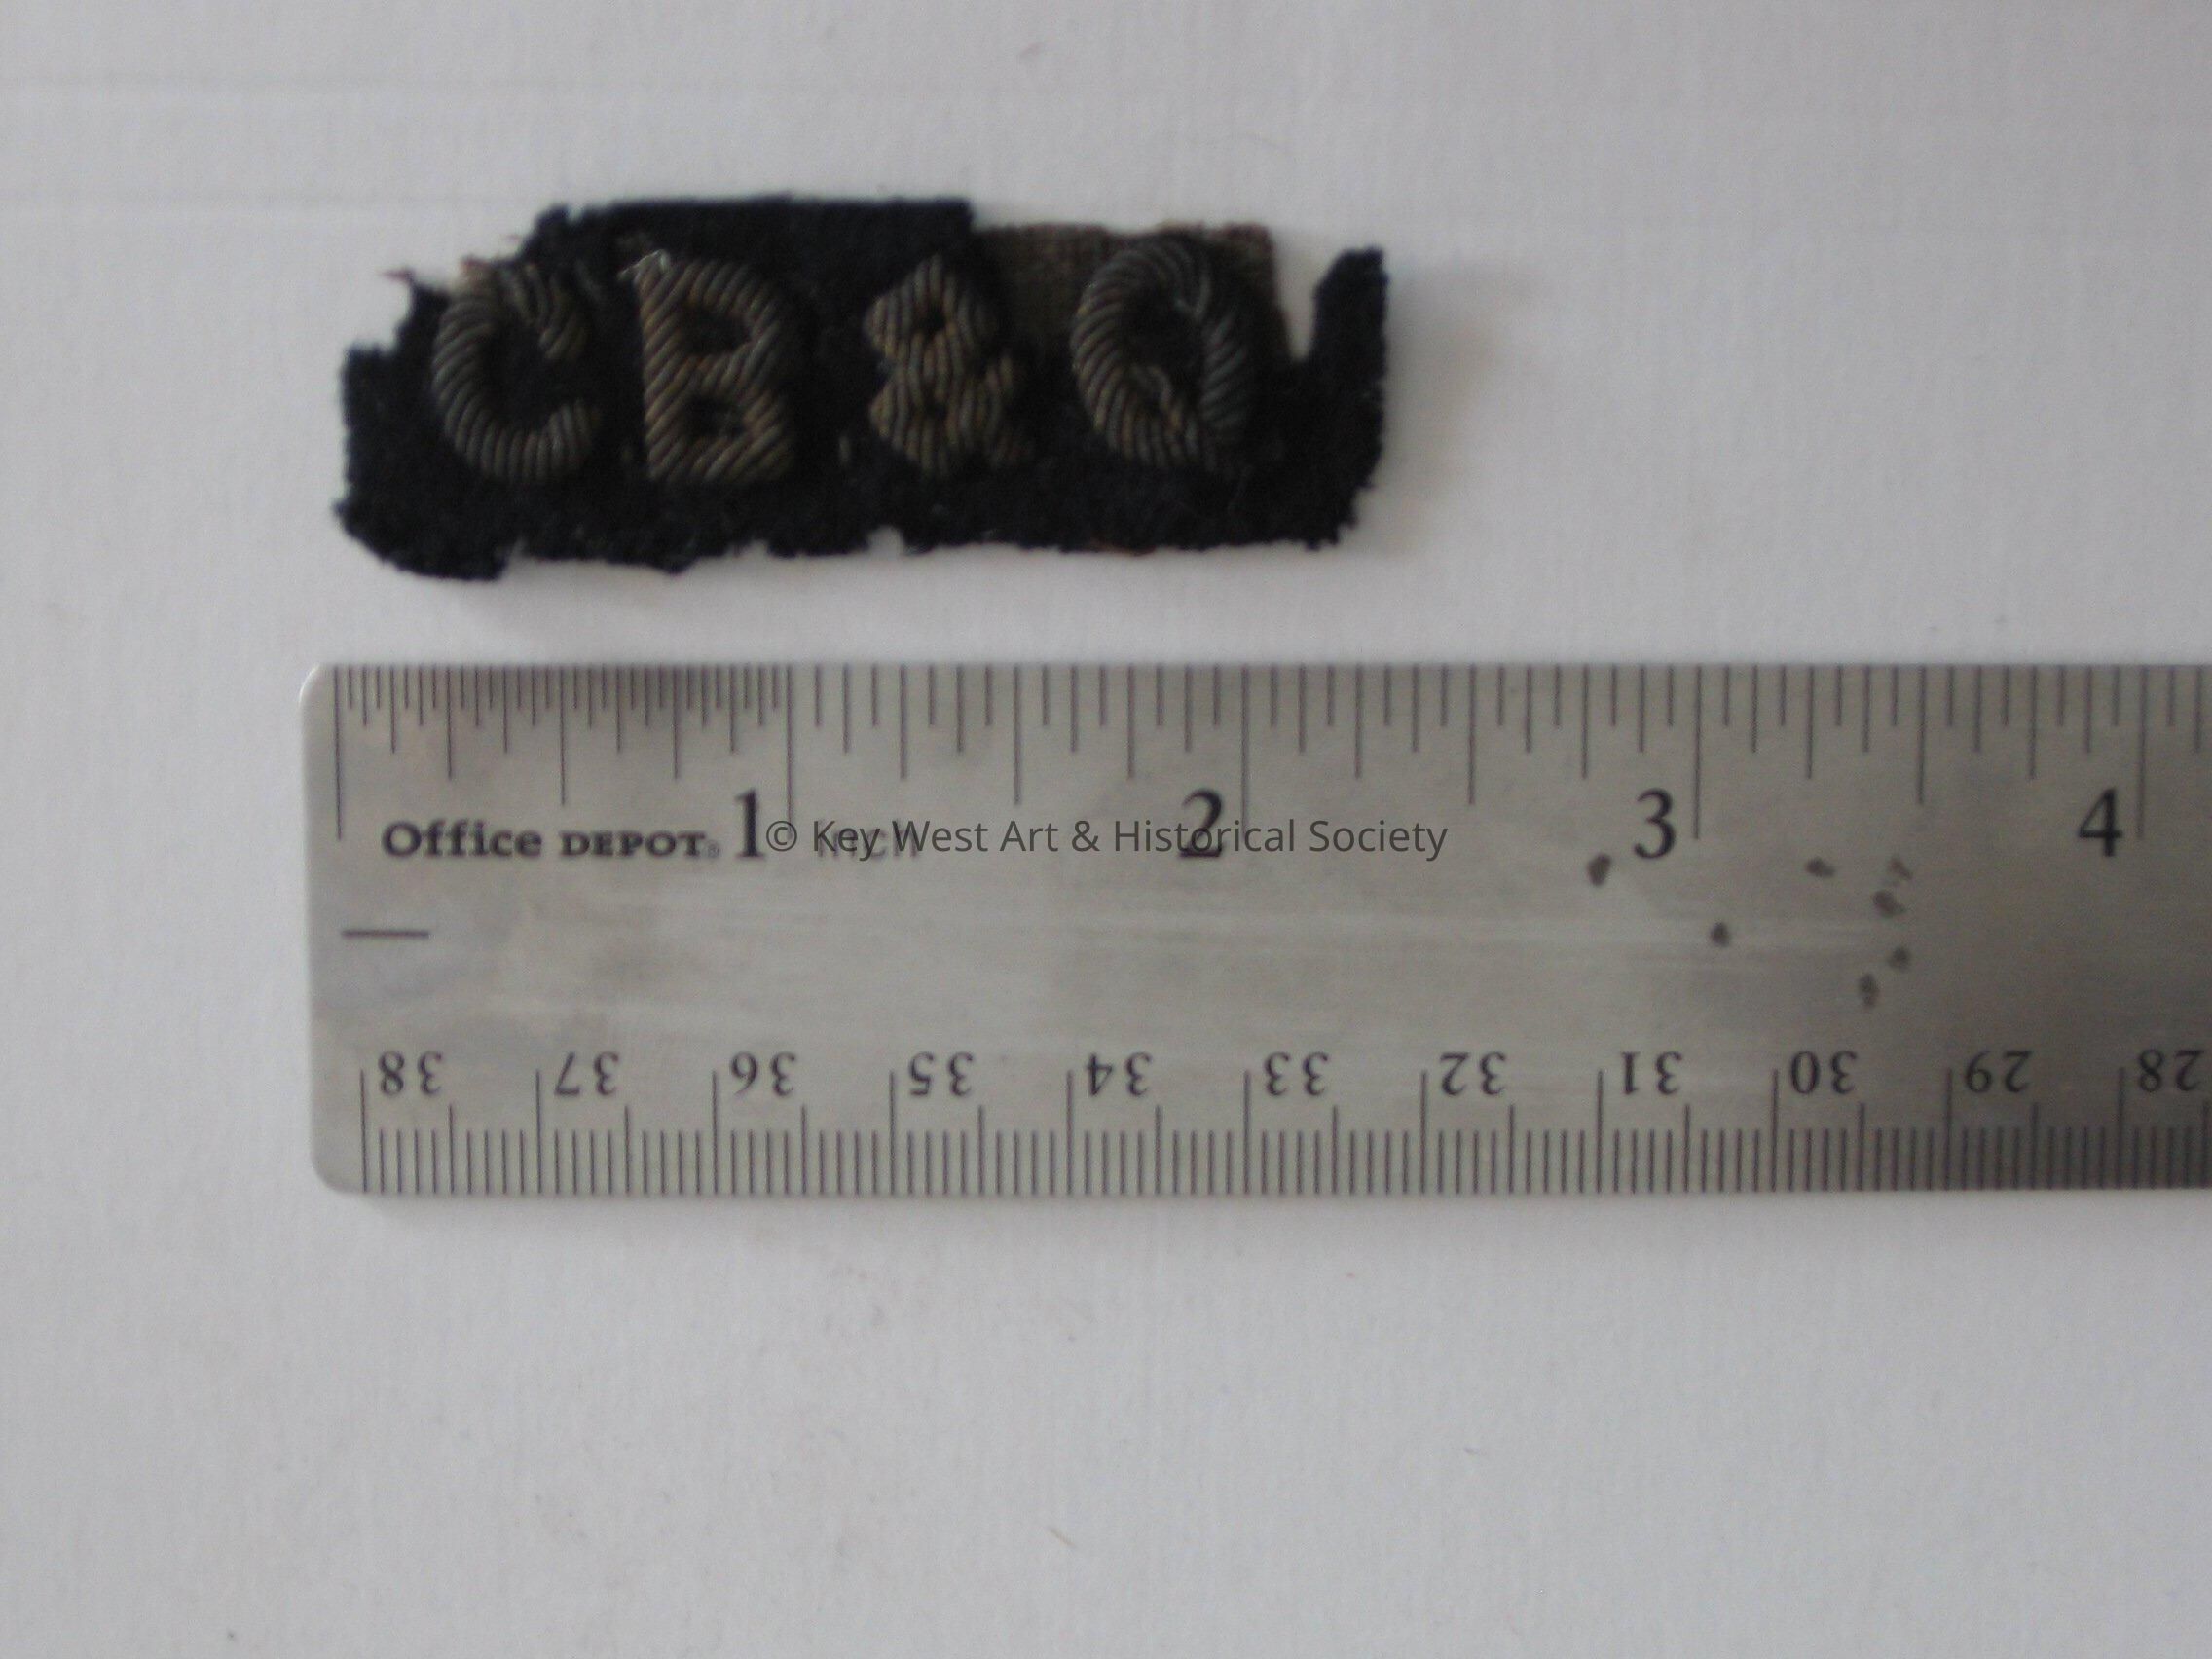 CB&Q
Office DEPOT® 1 inch 2 3 4
© Key West Art & Historical Society
38 37 36 35 34 33 32 31 30 29 28